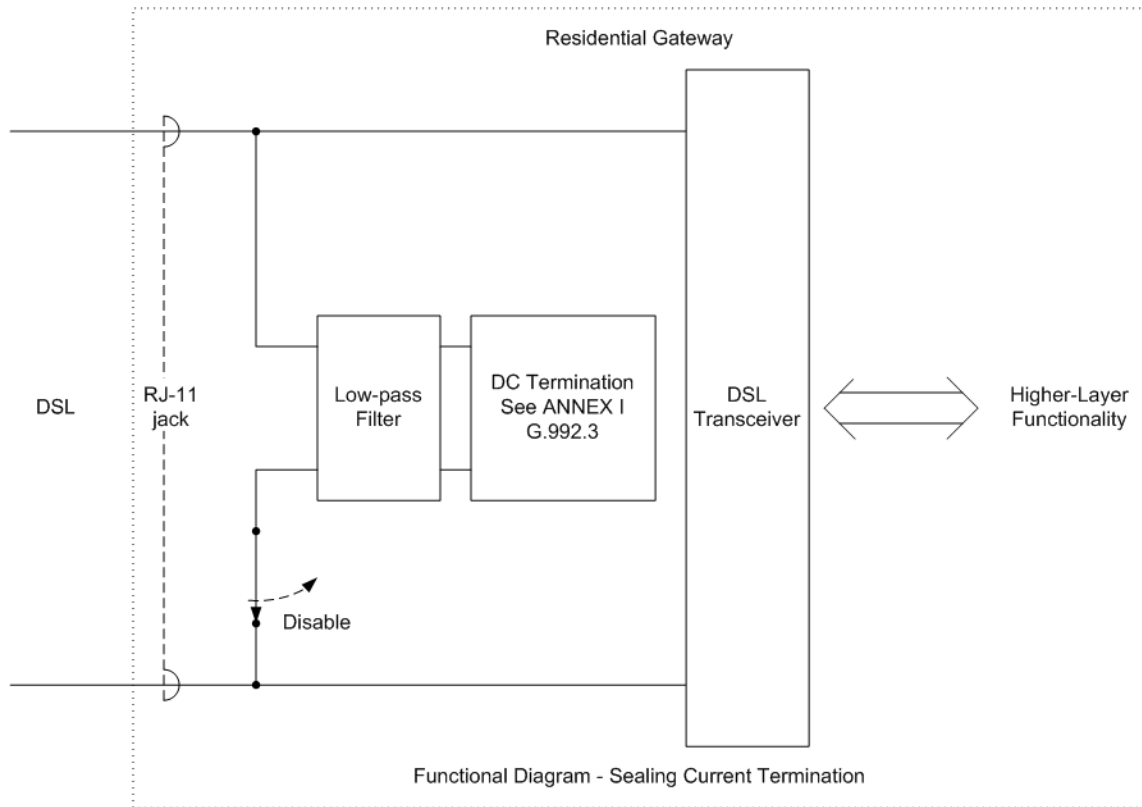 Residential Gateway
DSL
RJ-11
jack
Low-pass
Filter
DC Termination
See ANNEX I
G.992.3
DSL
Transceiver
Higher-Layer
Functionality
Disable
Functional Diagram - Sealing Current Termination